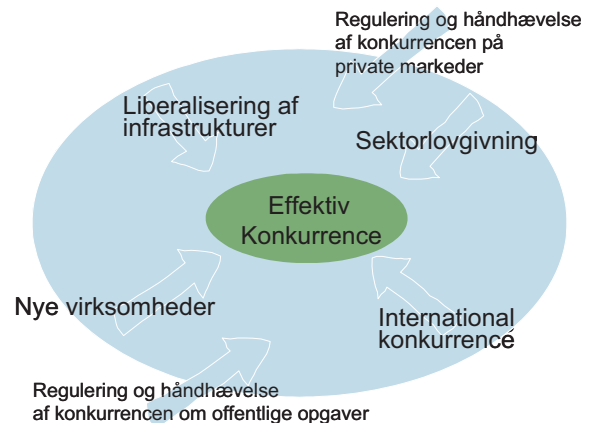 Regulering og håndhævelse
af konkurrencen på
private markeder
Liberalisering af
infrastrukturer
Sektorlovgivning
Effektiv
Konkurrence
Nye virksomheder
International
konkurrence
Regulering og håndhævelse
af konkurrencen om offentlige opgaver